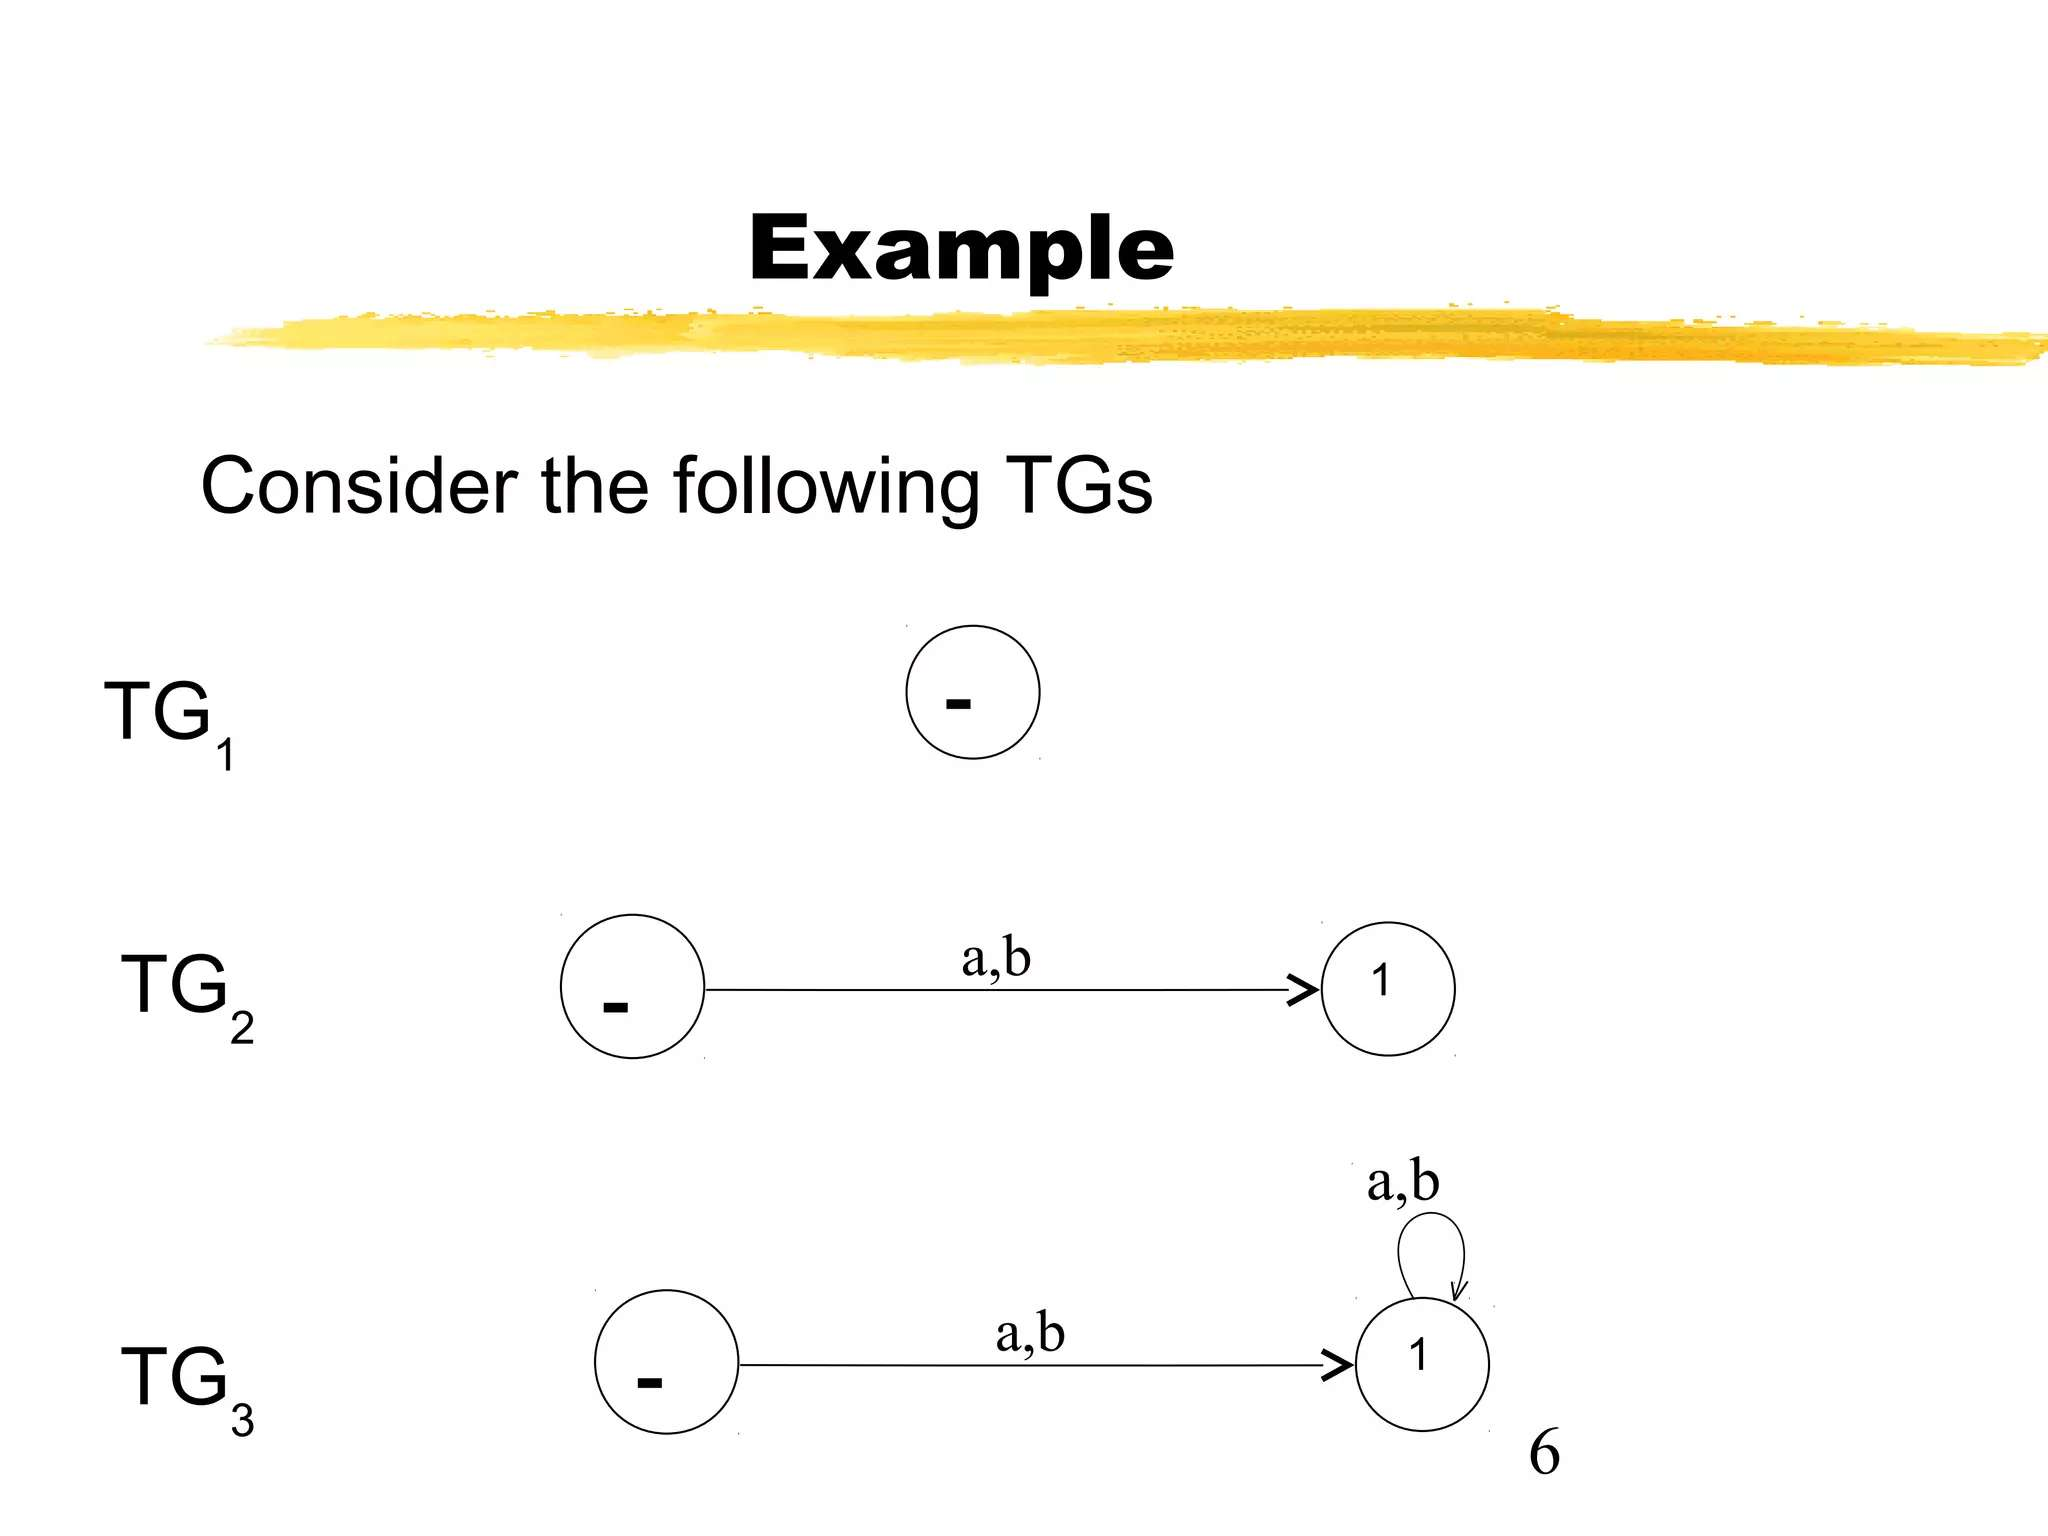 Example
Consider the following TGs
TG1
-
TG2
-
a,b
1
a,b
TG3
-
a,b
1
6